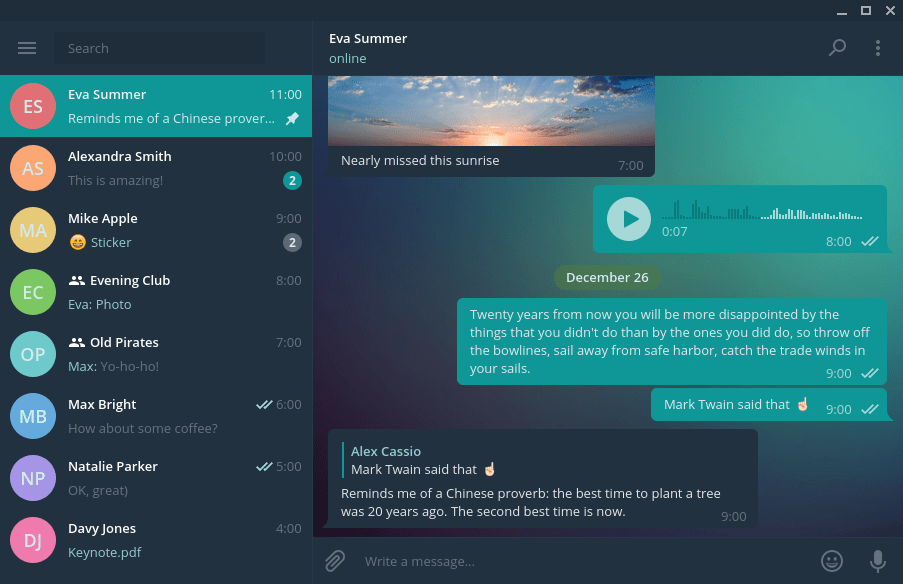 Search
ES
Eva Summer
11:00
Reminds me of a Chinese prover...
AS
Alexandra Smith
10:00
This is amazing!
2
MA
Mike Apple
9:00
😄 Sticker
2
EC
Evening Club
8:00
Eva: Photo
OP
Old Pirates
7:00
Max: Yo-ho-ho!
MB
Max Bright
6:00
How about some coffee?
NP
Natalie Parker
5:00
OK, great)
DJ
Davy Jones
4:00
Keynote.pdf
Eva Summer
online
Nearly missed this sunrise
7:00
0:07
8:00
December 26
Twenty years from now you will be more disappointed by the
things that you didn't do than by the ones you did do, so throw off
the bowlines, sail away from safe harbor, catch the trade winds in
your sails.
9:00
Mark Twain said that ☝🏻
9:00
Alex Cassio
Mark Twain said that ☝🏻
Reminds me of a Chinese proverb: the best time to plant a tree
was 20 years ago. The second best time is now.
9:00
Write a message...